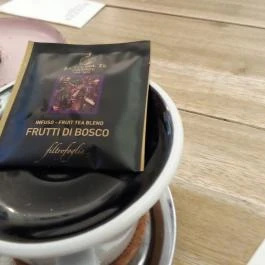 INFUSO - FRUIT TEA BLEND
FRUTTI DI BOSCO
filtrofoglia